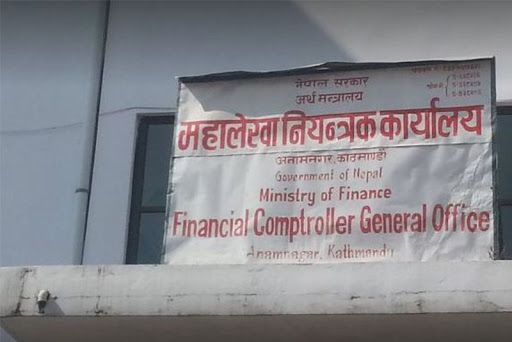 नेपाल सरकार
अर्थ मन्त्रालय
महालेखा नियन्त्रक कार्यालय
अनामनगर, काठमाण्डौ
Government of Nepal
Ministry of Finance
Financial Comptroller General Office
Anamnagar, Kathmandu